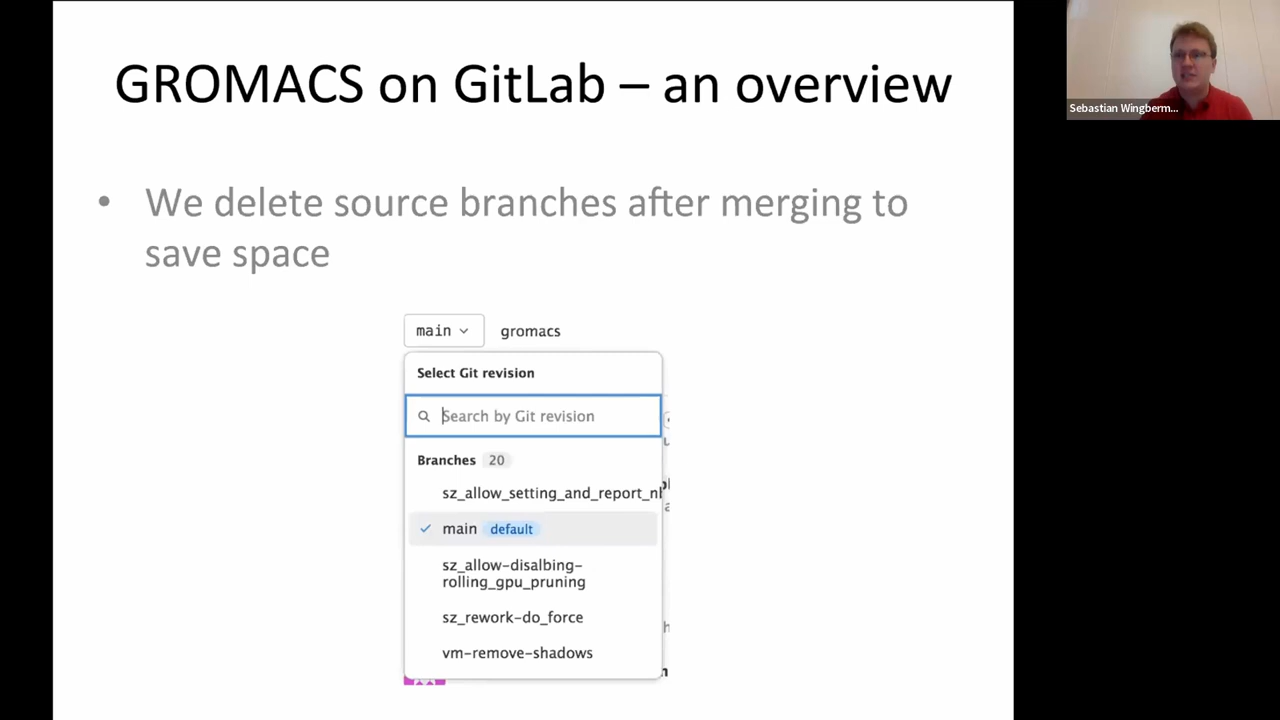 GROMACS on GitLab – an overview
Sebastian Wingberm...
• We delete source branches after merging to
save space
main gromacs
Select Git revision
Search by Git revision
Branches 20
sz_allow_setting_and_report_nl
main default
sz_allow-disalbing-
rolling_gpu_pruning
sz_rework-do_force
vm-remove-shadows